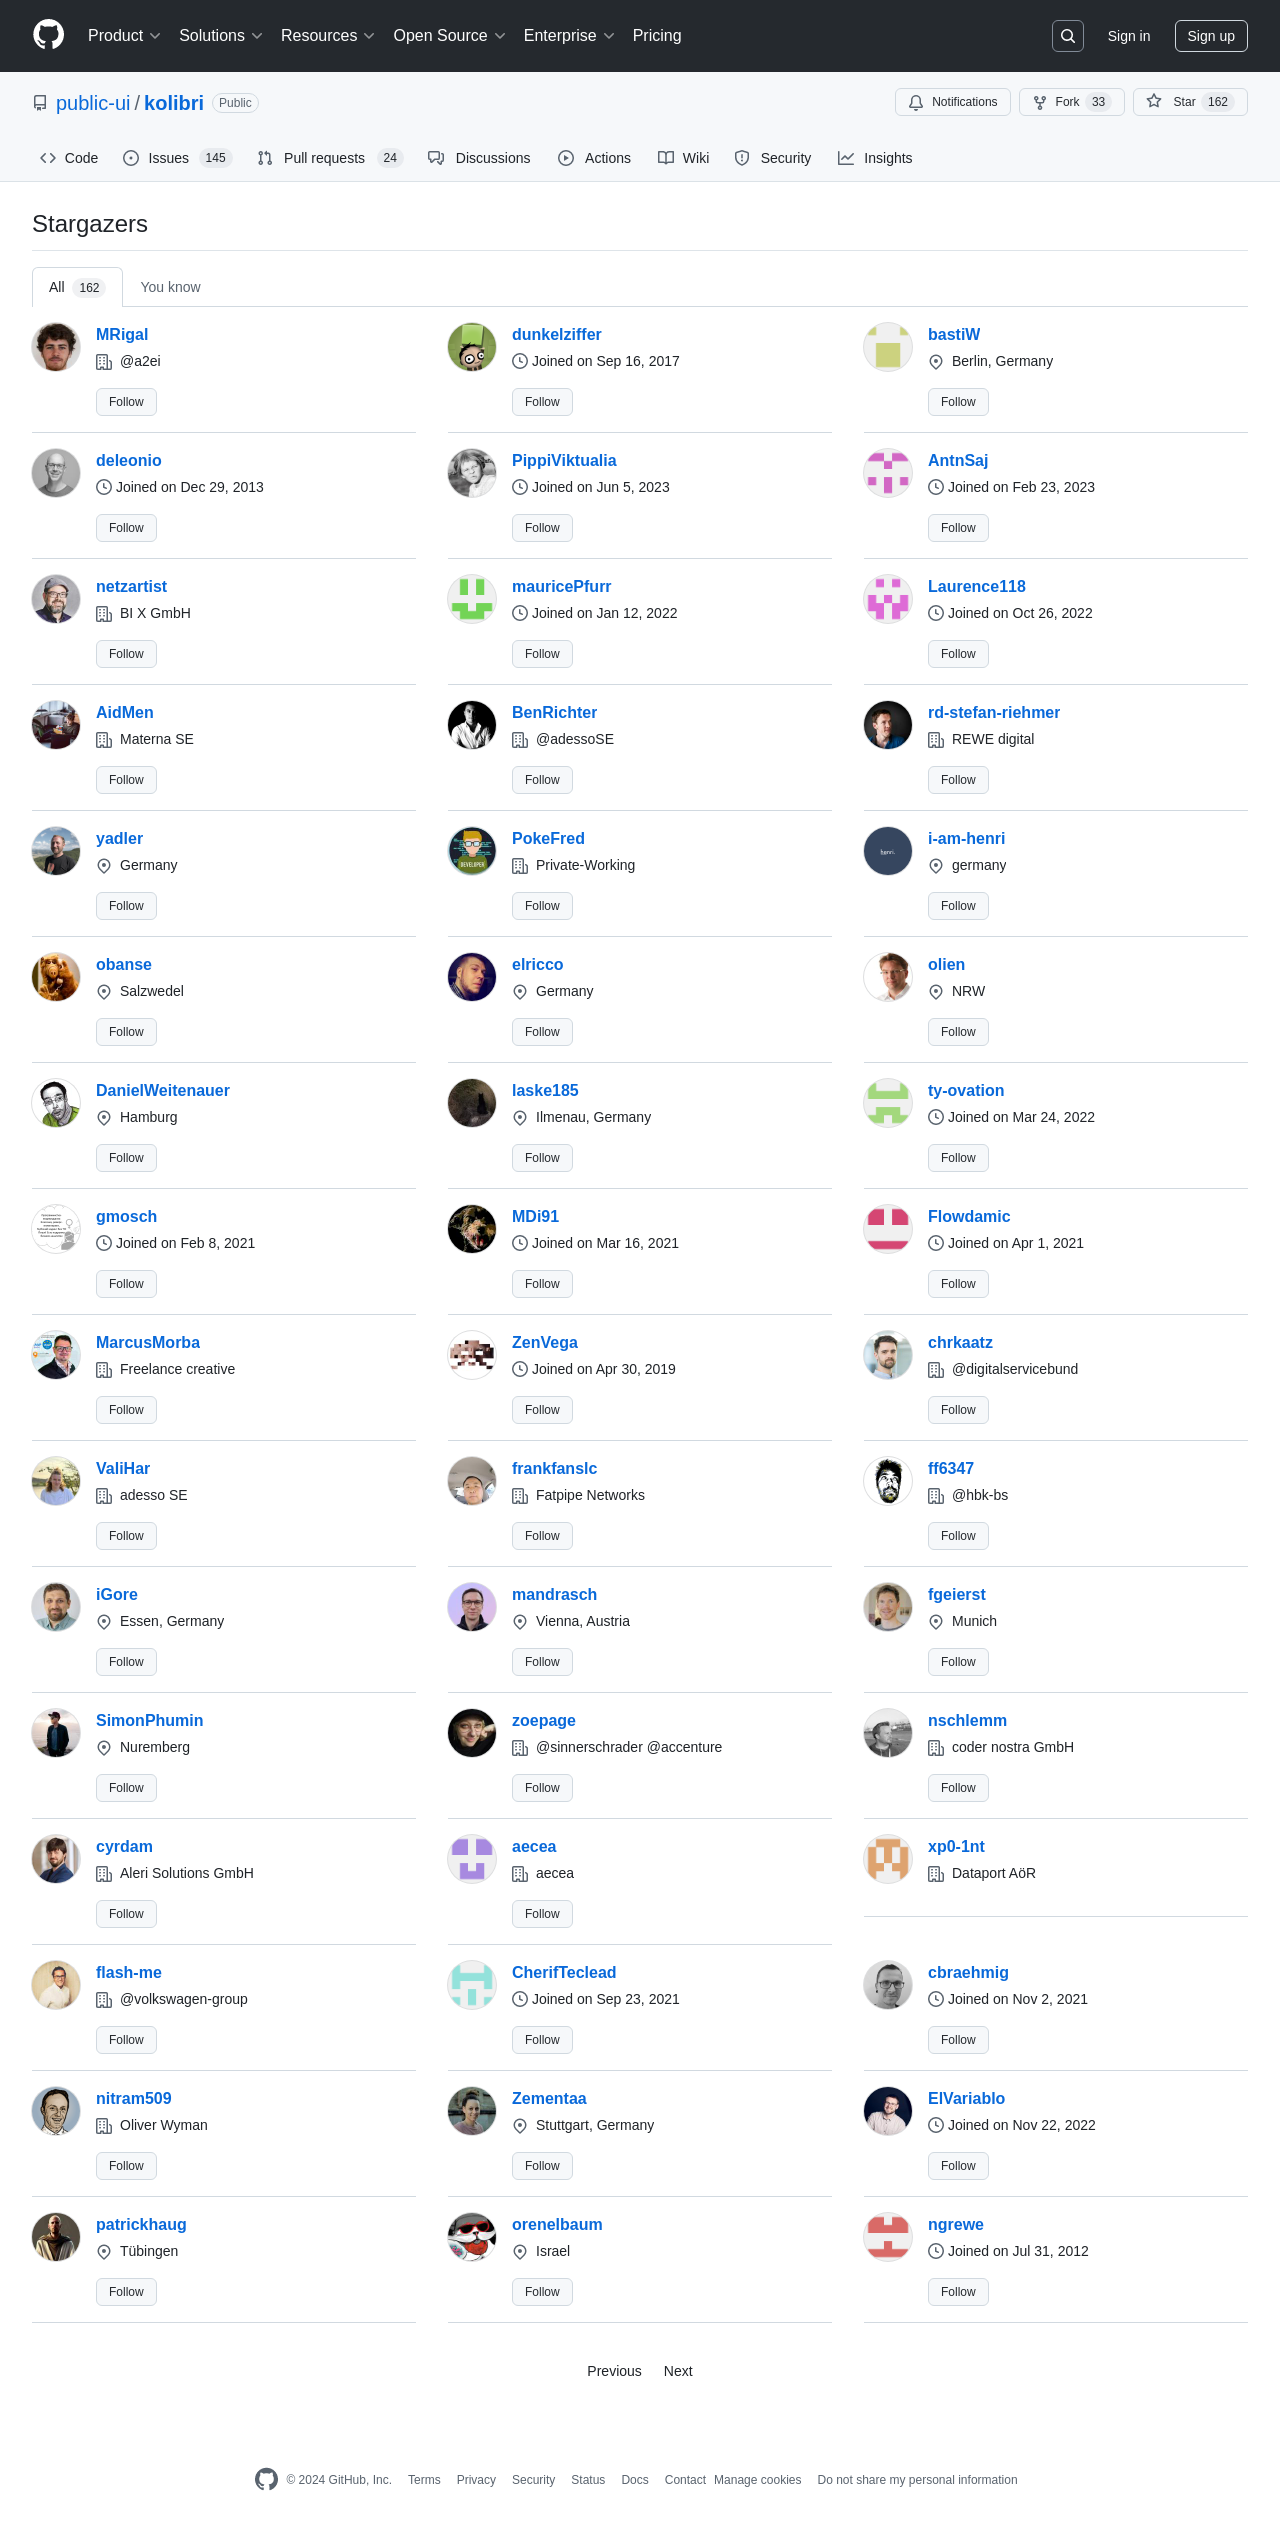 Product Solutions Resources Open Source Enterprise Pricing Sign in Sign up
public-ui / kolibri Public Notifications Fork 33 Star 162
Code Issues 145 Pull requests 24 Discussions Actions Wiki Security Insights
Stargazers
All 162 You know
MRigal dunkelziffer bastiW
@a2ei Joined on Sep 16, 2017 Berlin, Germany
Follow Follow Follow
deleonio PippiViktualia AntnSaj
Joined on Dec 29, 2013 Joined on Jun 5, 2023 Joined on Feb 23, 2023
Follow Follow Follow
netzartist mauricePfurr Laurence118
BI X GmbH Joined on Jan 12, 2022 Joined on Oct 26, 2022
Follow Follow Follow
AidMen BenRichter rd-stefan-riehmer
Materna SE @adessoSE REWE digital
Follow Follow Follow
yadler PokeFred i-am-henri
Germany Private-Working germany
Follow Follow Follow
obanse elricco olien
Salzwedel Germany NRW
Follow Follow Follow
DanielWeitenauer laske185 ty-ovation
Hamburg Ilmenau, Germany Joined on Mar 24, 2022
Follow Follow Follow
gmosch MDi91 Flowdamic
Joined on Feb 8, 2021 Joined on Mar 16, 2021 Joined on Apr 1, 2021
Follow Follow Follow
MarcusMorba ZenVega chrkaatz
Freelance creative Joined on Apr 30, 2019 @digitalservicebund
Follow Follow Follow
ValiHar frankfanslc ff6347
adesso SE Fatpipe Networks @hbk-bs
Follow Follow Follow
iGore mandrasch fgeierst
Essen, Germany Vienna, Austria Munich
Follow Follow Follow
SimonPhumin zoepage nschlemm
Nuremberg @sinnerschrader @accenture coder nostra GmbH
Follow Follow Follow
cyrdam aecea xp0-1nt
Aleri Solutions GmbH aecea Dataport AöR
Follow Follow
flash-me CherifTeclead cbraehmig
@volkswagen-group Joined on Sep 23, 2021 Joined on Nov 2, 2021
Follow Follow Follow
nitram509 Zementaa ElVariablo
Oliver Wyman Stuttgart, Germany Joined on Nov 22, 2022
Follow Follow Follow
patrickhaug orenelbaum ngrewe
Tübingen Israel Joined on Jul 31, 2012
Follow Follow Follow
Previous Next
© 2024 GitHub, Inc. Terms Privacy Security Status Docs Contact Manage cookies Do not share my personal information